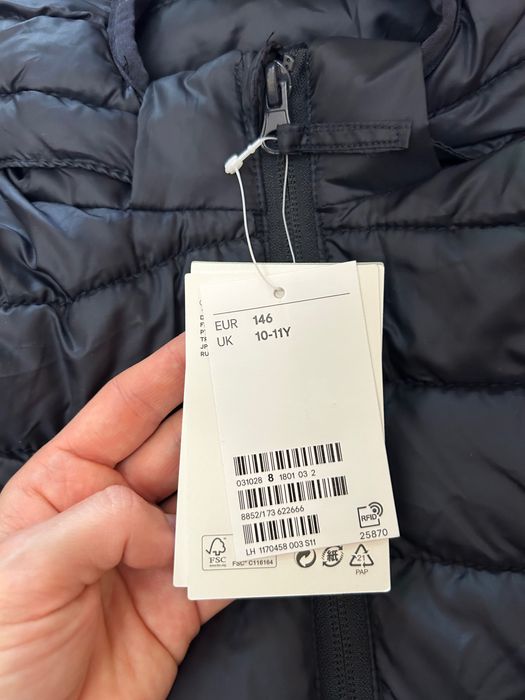 EUR 146
UK 10-11Y
031028 8 1801 03 2
8852/173 622666
LH 1170458 003 S11
RFID
25870
FSC
FSC® C116164
紙
21
PAP